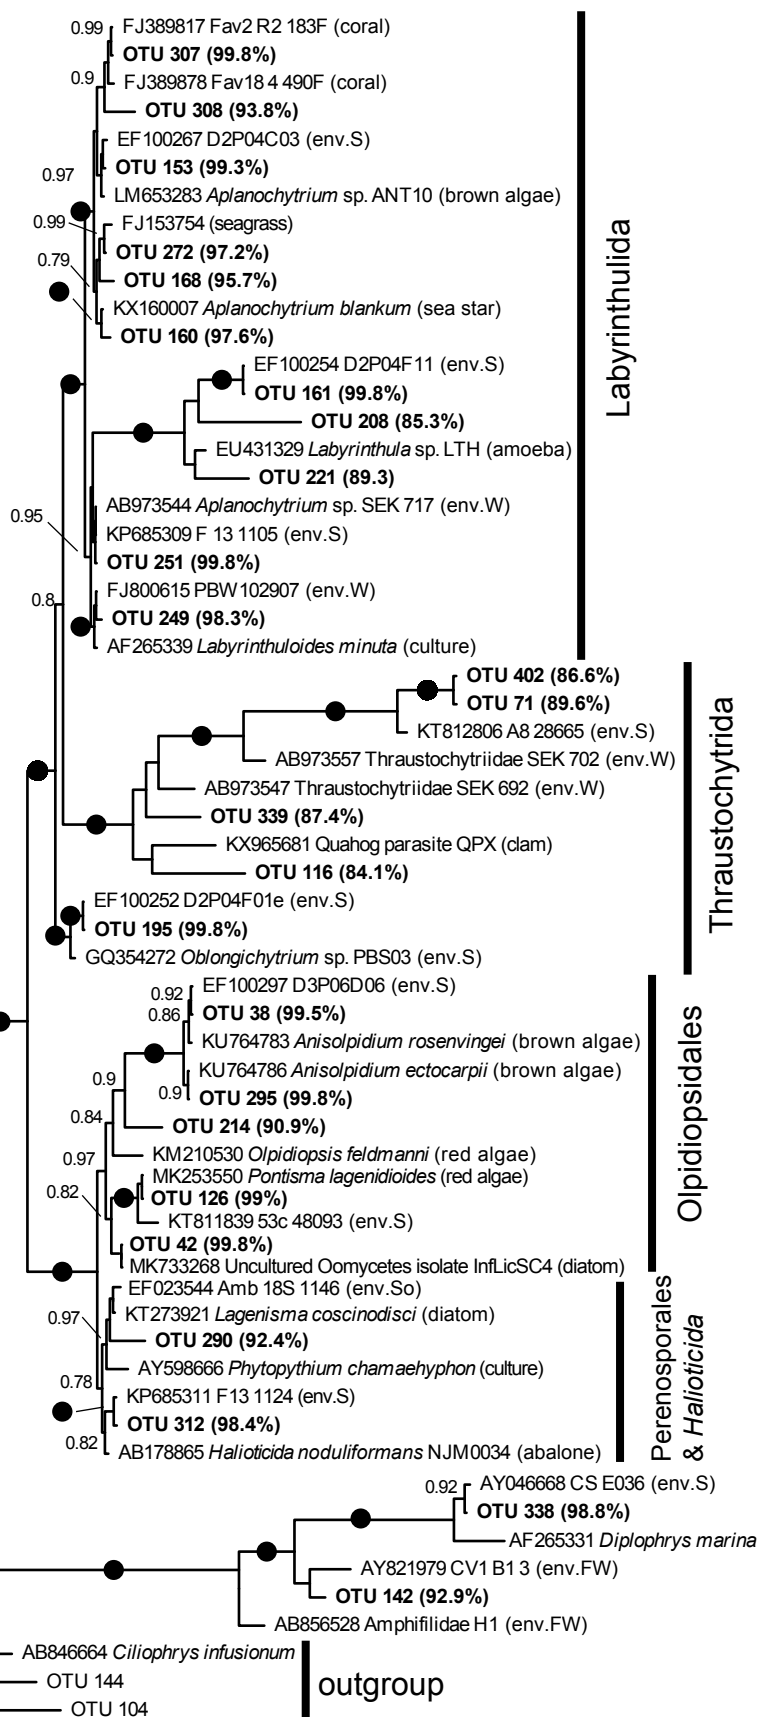 0.99
FJ389817 Fav2 R2 183F (coral)
OTU 307 (99.8%)
0.9
FJ389878 Fav18 4 490F (coral)
OTU 308 (93.8%)
EF100267 D2P04C03 (env.S)
OTU 153 (99.3%)
0.97
LM653283 Aplanochytrium sp. ANT10 (brown algae)
0.99
FJ153754 (seagrass)
OTU 272 (97.2%)
0.79
OTU 168 (95.7%)
KX160007 Aplanochytrium blankum (sea star)
OTU 160 (97.6%)
EF100254 D2P04F11 (env.S)
OTU 161 (99.8%)
OTU 208 (85.3%)
EU431329 Labyrinthula sp. LTH (amoeba)
OTU 221 (89.3)
AB973544 Aplanochytrium sp. SEK 717 (env.W)
0.95
KP685309 F 13 1105 (env.S)
OTU 251 (99.8%)
FJ800615 PBW102907 (env.W)
0.8
OTU 249 (98.3%)
AF265339 Labyrinthuloides minuta (culture)
Labyrinthulida
OTU 402 (86.6%)
OTU 71 (89.6%)
KT812806 A8 28665 (env.S)
AB973557 Thraustochytriidae SEK 702 (env.W)
AB973547 Thraustochytriidae SEK 692 (env.W)
OTU 339 (87.4%)
KX965681 Quahog parasite QPX (clam)
OTU 116 (84.1%)
EF100252 D2P04F01e (env.S)
OTU 195 (99.8%)
GQ354272 Oblongichytrium sp. PBS03 (env.S)
Thraustochytrida
EF100297 D3P06D06 (env.S)
0.92
OTU 38 (99.5%)
0.86
KU764783 Anisolpidium rosenvingei (brown algae)
KU764786 Anisolpidium ectocarpii (brown algae)
0.9
0.9
OTU 295 (99.8%)
0.84
OTU 214 (90.9%)
KM210530 Olpidiopsis feldmanni (red algae)
0.97
MK253550 Pontisma lagenidioides (red algae)
0.82
OTU 126 (99%)
KT811839 53c 48093 (env.S)
OTU 42 (99.8%)
MK733268 Uncultured Oomycetes isolate InfLicSC4 (diatom)
Olpidiopsidales
EF023544 Amb 18S 1146 (env.So)
0.97
KT273921 Lagenisma coscinodisci (diatom)
OTU 290 (92.4%)
AY598666 Phytopythium chamaehyphon (culture)
0.78
KP685311 F13 1124 (env.S)
OTU 312 (98.4%)
0.82
AB178865 Halioticida noduliformans NJM0034 (abalone)
Perenosporales
& Halioticida
0.92
AY046668 CS E036 (env.S)
OTU 338 (98.8%)
AF265331 Diplophrys marina
AY821979 CV1 B1 3 (env.FW)
OTU 142 (92.9%)
AB856528 Amphifilidae H1 (env.FW)
AB846664 Ciliophrys infusionum
OTU 144
OTU 104
outgroup